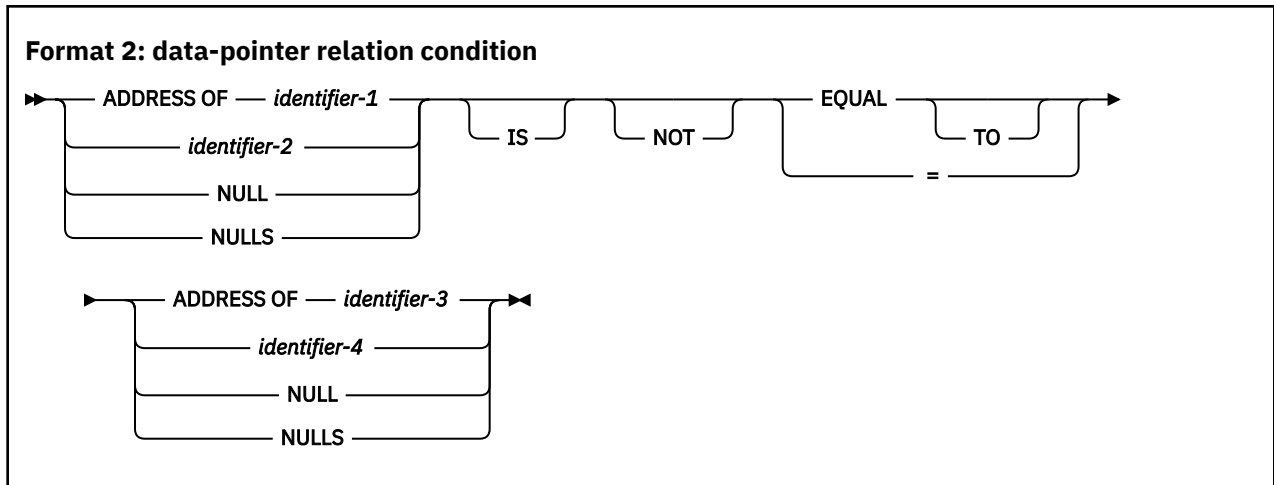 Format 2: data-pointer relation condition
ADDRESS OF identifier-1 EQUAL
identifier-2 IS NOT TO
=
NULL
NULLS
ADDRESS OF identifier-3
identifier-4
NULL
NULLS